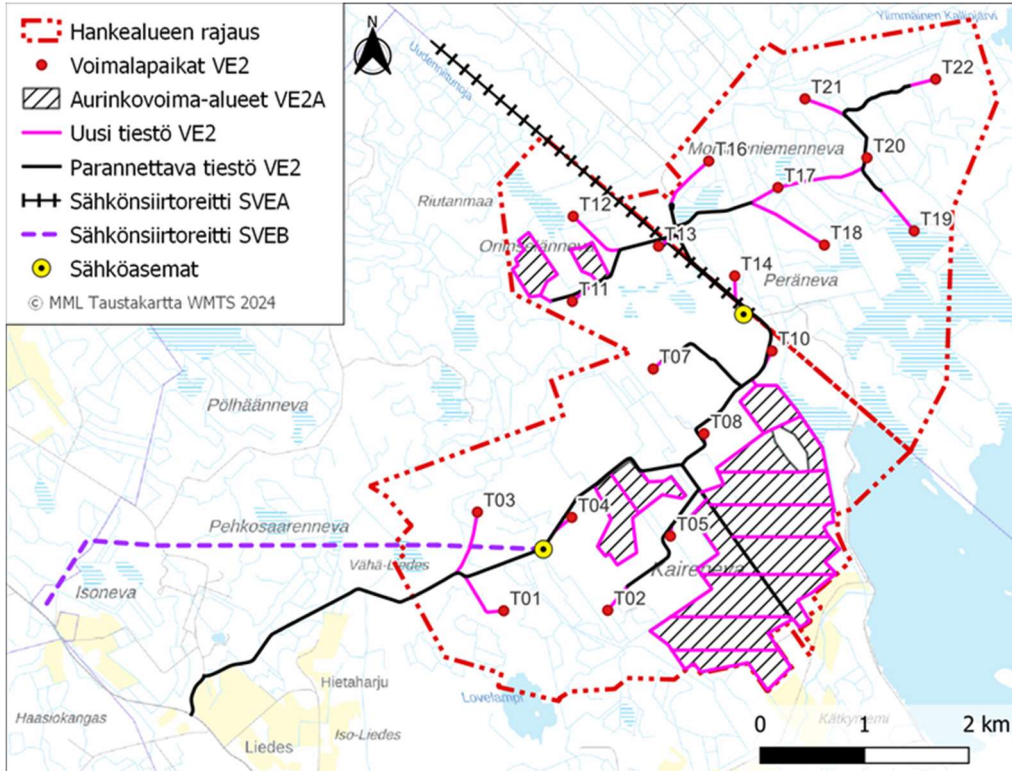 Hankealueen rajaus
Voimalapaikat VE2
Aurinkovoima-alueet VE2A
Uusi tiestö VE2
Parannettava tiestö VE2
Sähkönsiirtoreitti SVEA
Sähkönsiirtoreitti SVEB
Sähköasemat
© MML Taustakartta WMTS 2024
N
Ylimmäinen Kallinjärvi
T22
T21
T20
T16
T17
T19
T18
Riutanmaa
T12
T13
T14
Peräneva
T11
T10
T07
Pölhäänneva
T08
T03
T04
Pehkosaarenneva
T05
Vähä-Liedes
Kaireneva
Isoneva
T01
T02
Hietaharju
Lovelampi
Haasiokangas
Iso-Liedes
Liedes
0 1 2 km